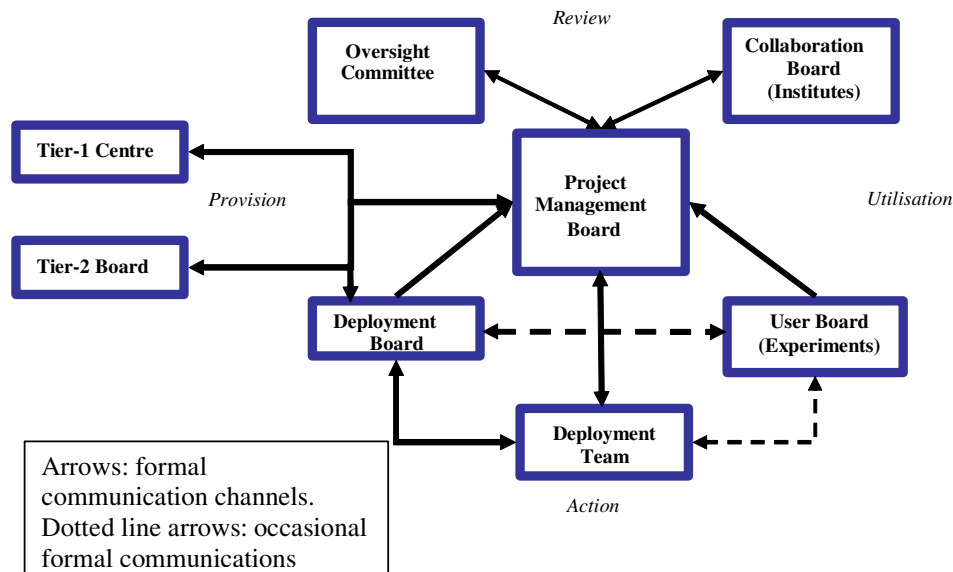 Review
Oversight
Committee
Collaboration
Board
(Institutes)
Tier-1 Centre
Provision
Project
Management
Board
Utilisation
Tier-2 Board
Deployment
Board
User Board
(Experiments)
Deployment
Team
Action
Arrows: formal
communication channels.
Dotted line arrows: occasional
formal communications